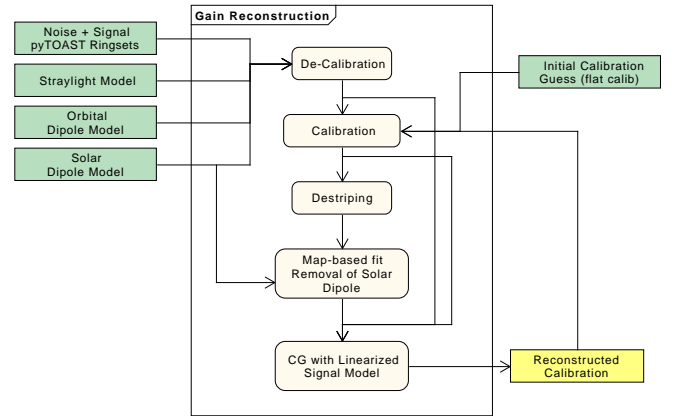 Gain Reconstruction
Noise + Signal
pyTOAST Ringsets
Straylight Model
Orbital
Dipole Model
Solar
Dipole Model
De-Calibration
Initial Calibration
Guess (flat calib)
Calibration
Destriping
Map-based fit
Removal of Solar
Dipole
CG with Linearized
Signal Model
Reconstructed
Calibration